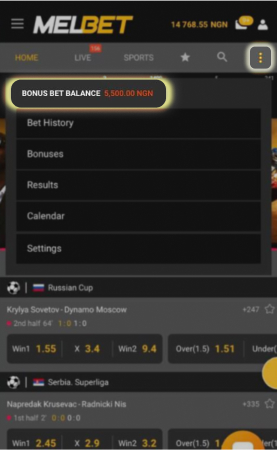 MELBET
14 768.55 NGN
HOME LIVE SPORTS
BONUS BET BALANCE 5,500.00 NGN
Bet History
Bonuses
Results
Calendar
Settings
Russian Cup
Krylya Sovetov - Dynamo Moscow +247
2nd half 64' 1 : 0 1 : 0
Win1 1.55 X 3.4 Win2 9.4 Over(1.5) 1.51 Under(
Serbia. Superliga
Napredak Krusevac - Radnicki Nis +335
1st half 2' 0 : 0 0 : 0
Win1 2.45 X 2.9 Win2 3.2 Over(1.5) 1.